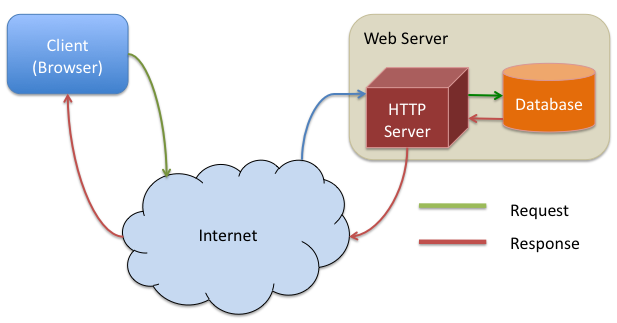 Client
(Browser)
Web Server
HTTP
Server
Database
Internet
Request
Response